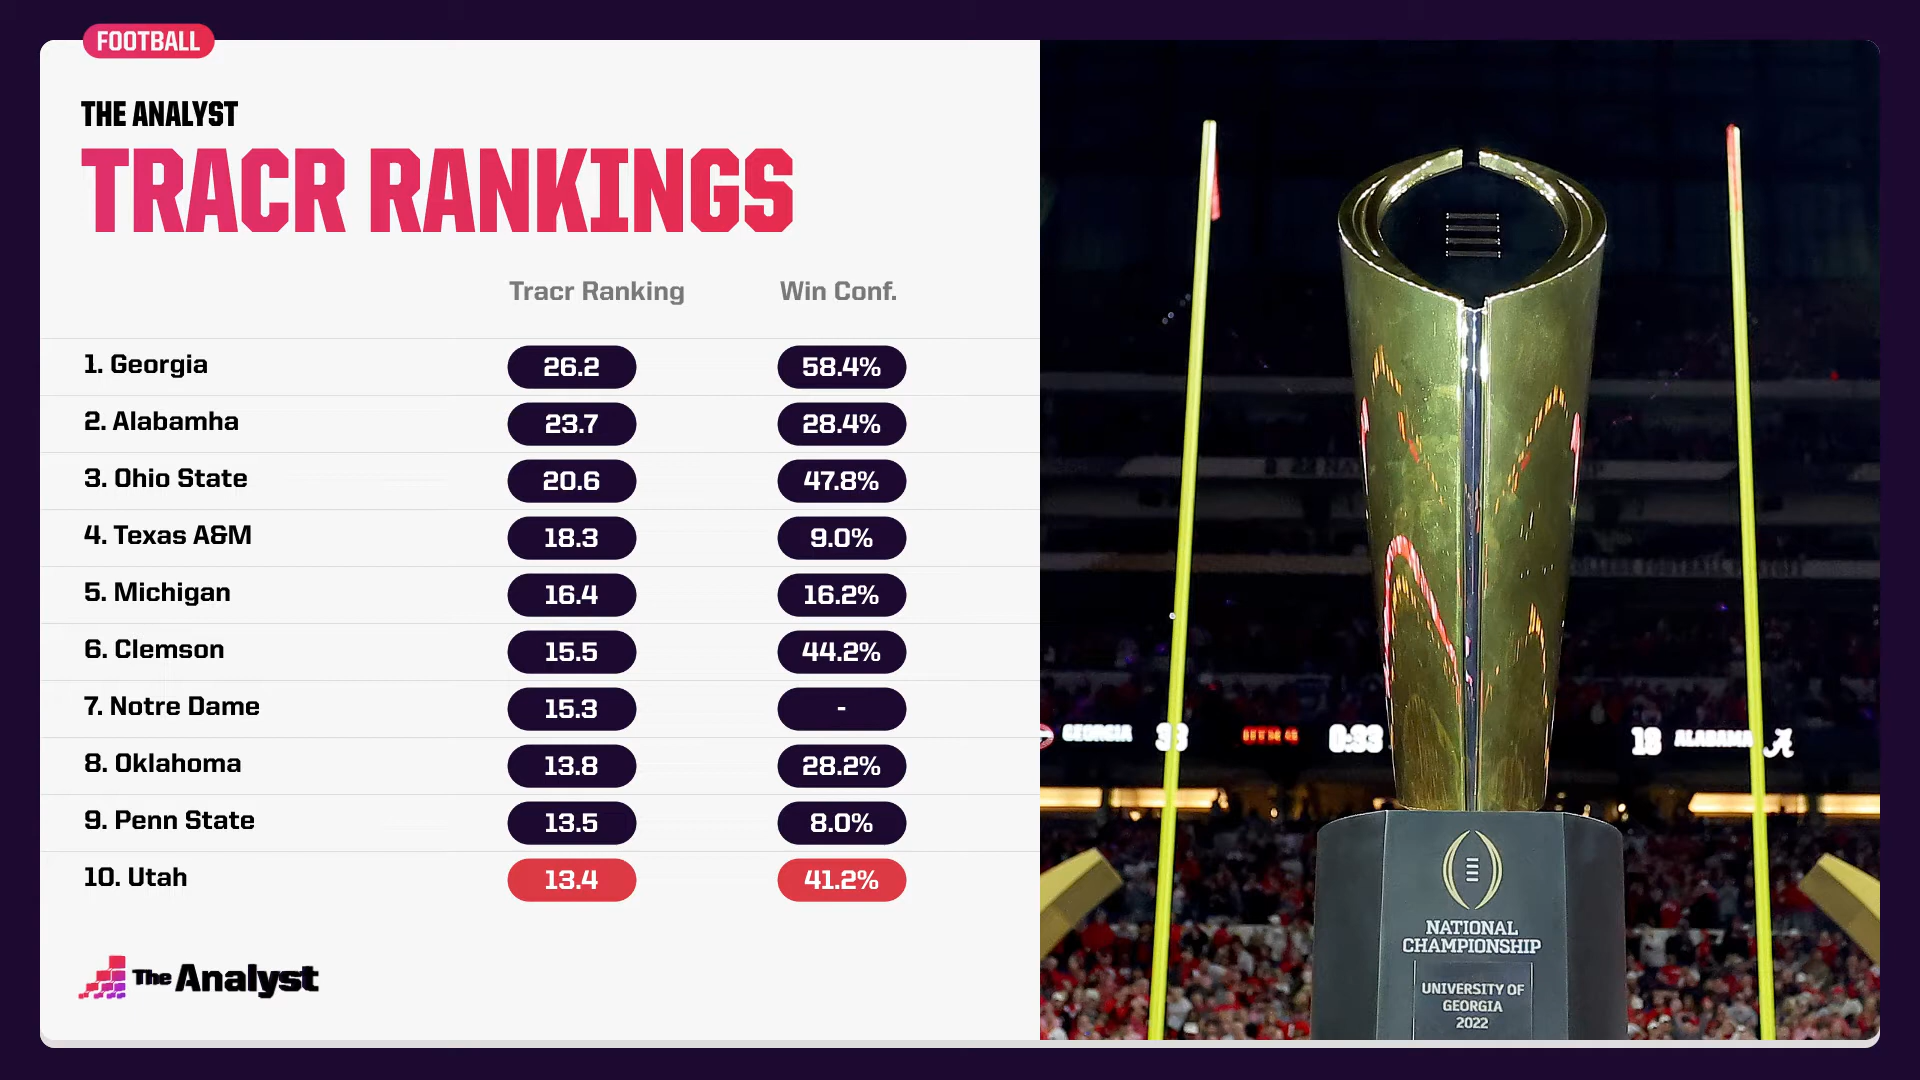 FOOTBALL
THE ANALYST
TRACR RANKINGS
Tracr Ranking Win Conf.
1. Georgia 26.2 58.4%
2. Alabamha 23.7 28.4%
3. Ohio State 20.6 47.8%
4. Texas A&M 18.3 9.0%
5. Michigan 16.4 16.2%
6. Clemson 15.5 44.2%
7. Notre Dame 15.3 -
8. Oklahoma 13.8 28.2%
9. Penn State 13.5 8.0%
10. Utah 13.4 41.2%
The Analyst
GEORGIA 33 0:33 18 ALABAMA A
NATIONAL
CHAMPIONSHIP
UNIVERSITY OF
GEORGIA
2022